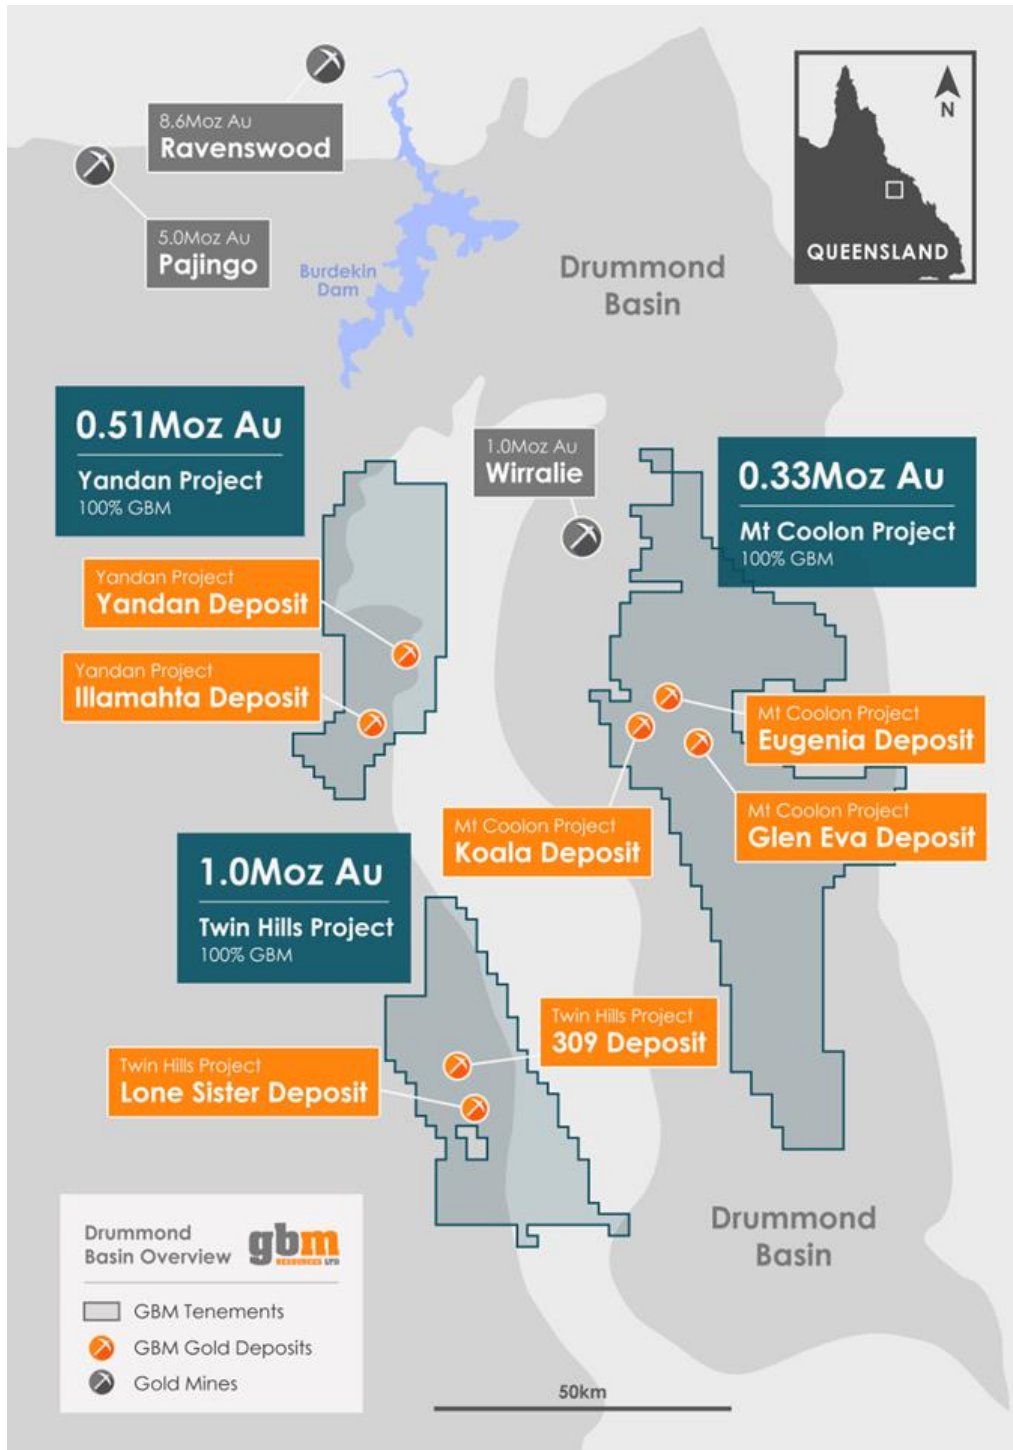 8.6Moz Au
Ravenswood
5.0Moz Au
Pajingo
Burdekin
Dam
Drummond
Basin
N
QUEENSLAND
0.51Moz Au
Yandan Project
100% GBM
1.0Moz Au
Wirralie
0.33Moz Au
Mt Coolon Project
100% GBM
Yandan Project
Yandan Deposit
Yandan Project
Illamahta Deposit
Mt Coolon Project
Eugenia Deposit
Mt Coolon Project
Koala Deposit
Mt Coolon Project
Glen Eva Deposit
1.0Moz Au
Twin Hills Project
100% GBM
Twin Hills Project
309 Deposit
Twin Hills Project
Lone Sister Deposit
Drummond
Basin
Drummond
Basin Overview
gbm
RESOURCES LTD
GBM Tenements
GBM Gold Deposits
Gold Mines
50km